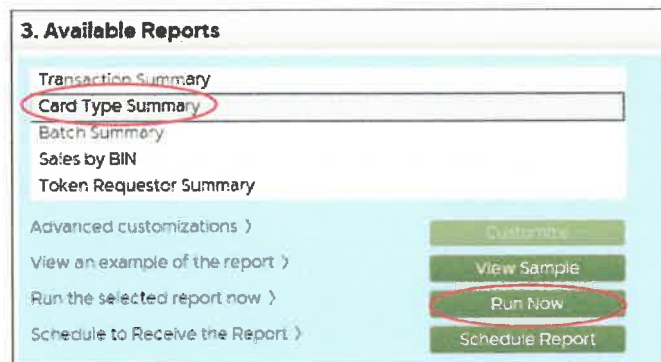 3. Available Reports
Transaction Summary
Card Type Summary
Batch Summary
Sales by BIN
Token Requestor Summary
Advanced customizations >
Customize
View an example of the report >
View Sample
Run the selected report now >
Run Now
Schedule to Receive the Report >
Schedule Report